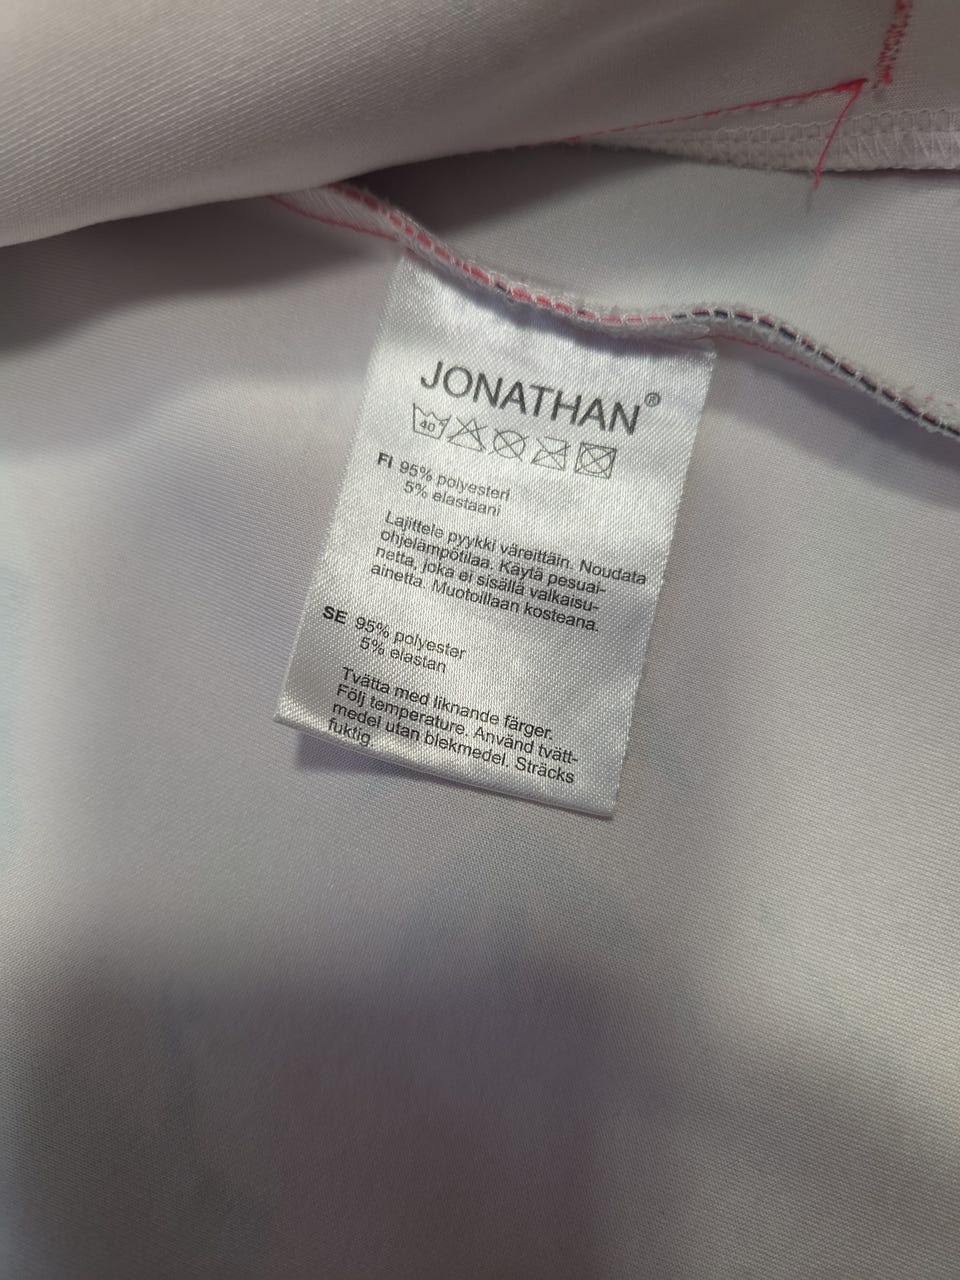 JONATHAN®
40°
FI 95% polyesteri
5% elastaani
Lajittele pyykki väreittäin. Noudata
ohjelämpötilaa. Käytä pesuai-
netta, joka ei sisällä valkaisu-
ainetta. Muotoillaan kosteana.
SE 95% polyester
5% elastan
Tvätta med liknande färger.
Följ temperature. Använd tvätt-
medel utan blekmedel. Sträcks
fuktig.